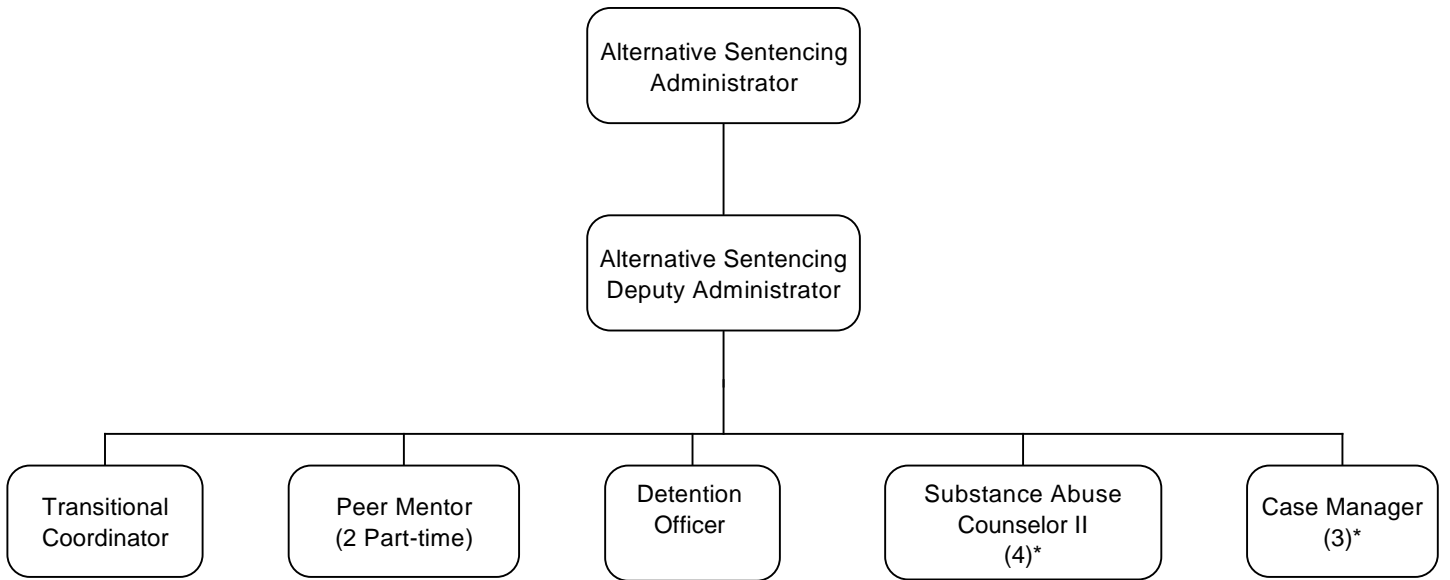 Alternative Sentencing
Administrator
Alternative Sentencing
Deputy Administrator
Transitional
Coordinator
Peer Mentor
(2 Part-time)
Detention
Officer
Substance Abuse
Counselor II
(4)*
Case Manager
(3)*